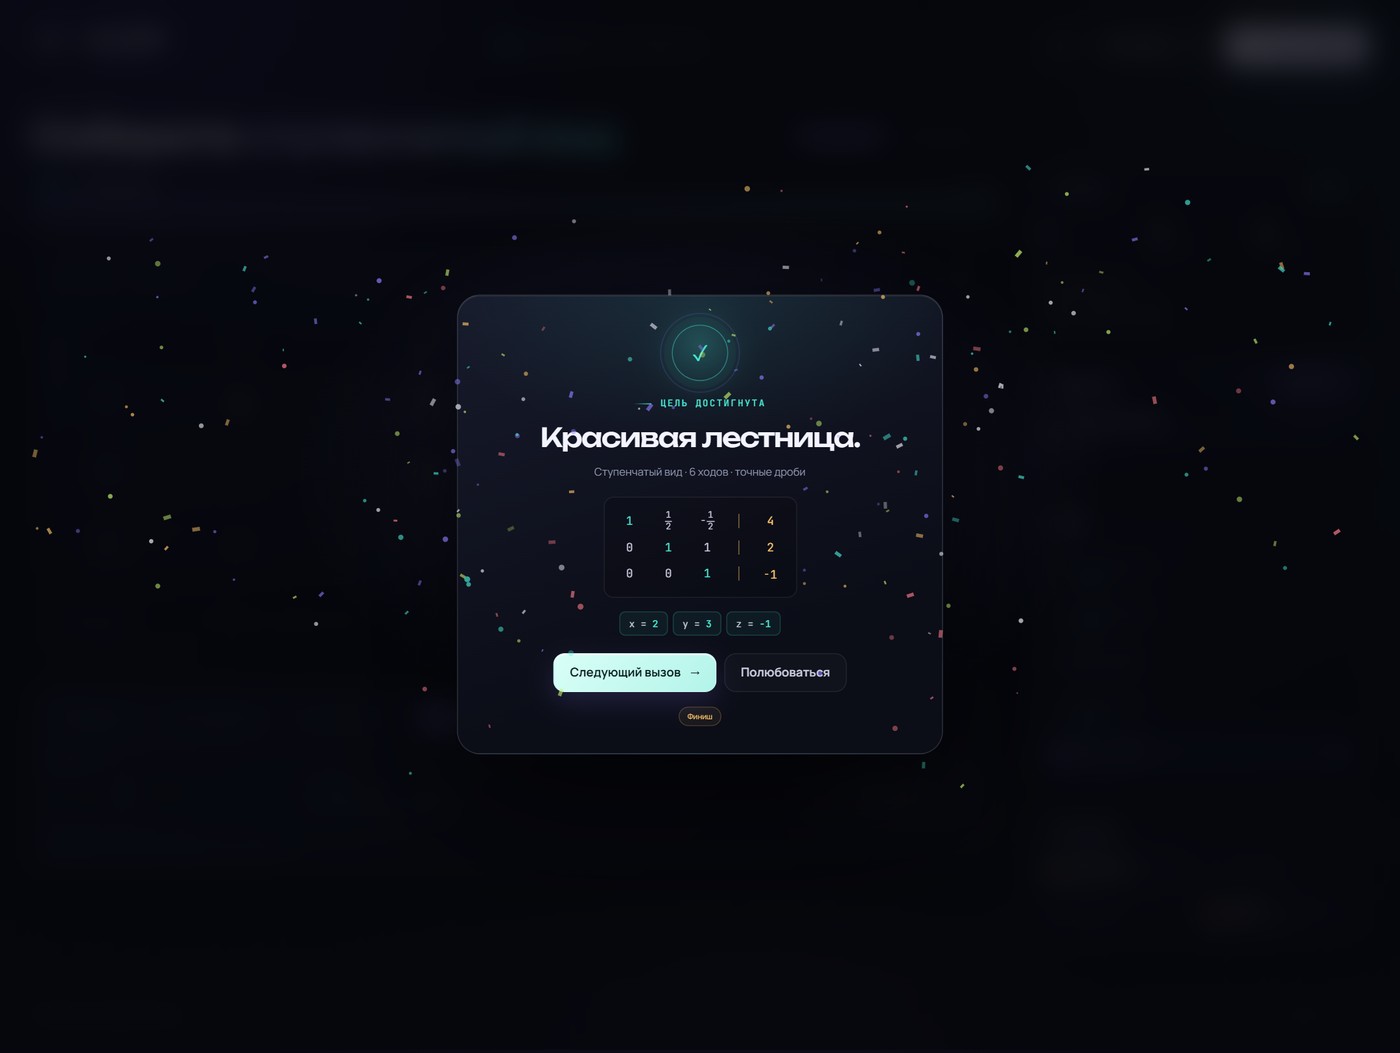 ✓
ЦЕЛЬ ДОСТИГНУТА
Красивая лестница.
Ступенчатый вид · 6 ходов · точные дроби
1 1/2 -1/2 | 4
0 1 1 | 2
0 0 1 | -1
x = 2 y = 3 z = -1
Следующий вызов → Полюбоваться
Финиш